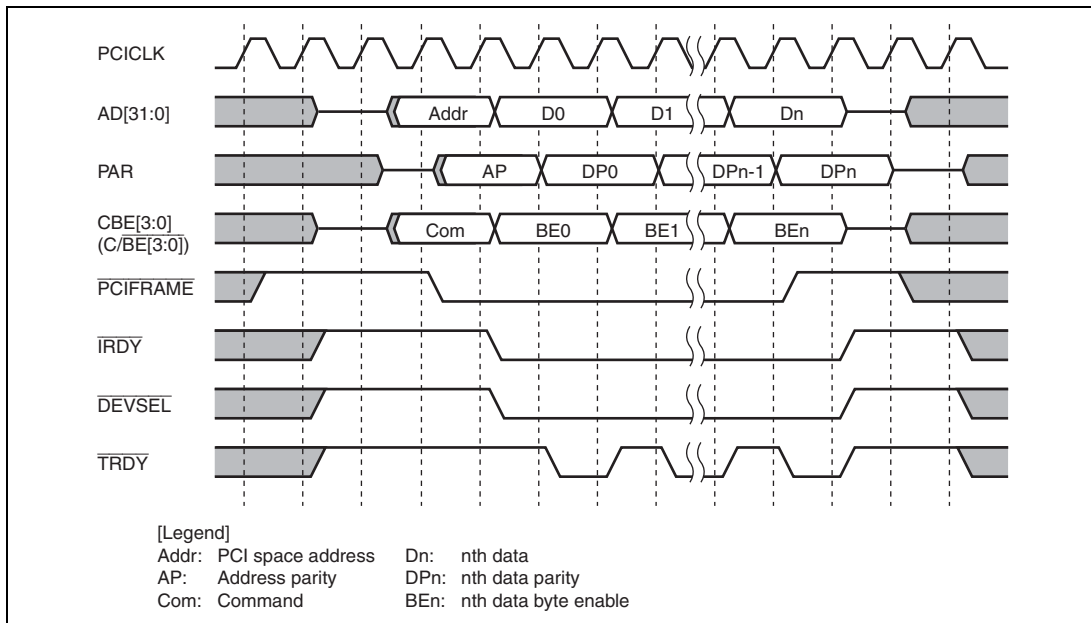 PCICLK
AD[31:0] Addr D0 D1 Dn
PAR AP DP0 DPn-1 DPn
CBE[3:0]
(C/BE[3:0]) Com BE0 BE1 BEn
PCIFRAME
IRDY
DEVSEL
TRDY
[Legend]
Addr: PCI space address Dn: nth data
AP: Address parity DPn: nth data parity
Com: Command BEn: nth data byte enable